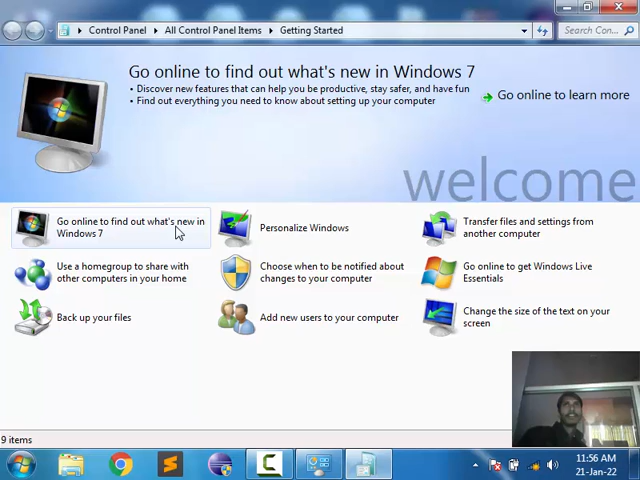 Control Panel All Control Panel Items Getting Started
Search Con...
Go online to find out what's new in Windows 7
• Discover new features that can help you be productive, stay safer, and have fun
• Find out everything you need to know about setting up your computer
Go online to learn more
welcome
Go online to find out what's new in
Windows 7
Personalize Windows
Transfer files and settings from
another computer
Use a homegroup to share with
other computers in your home
Choose when to be notified about
changes to your computer
Go online to get Windows Live
Essentials
Back up your files
Add new users to your computer
Change the size of the text on your
screen
9 items
C
11:56 AM
21-Jan-22